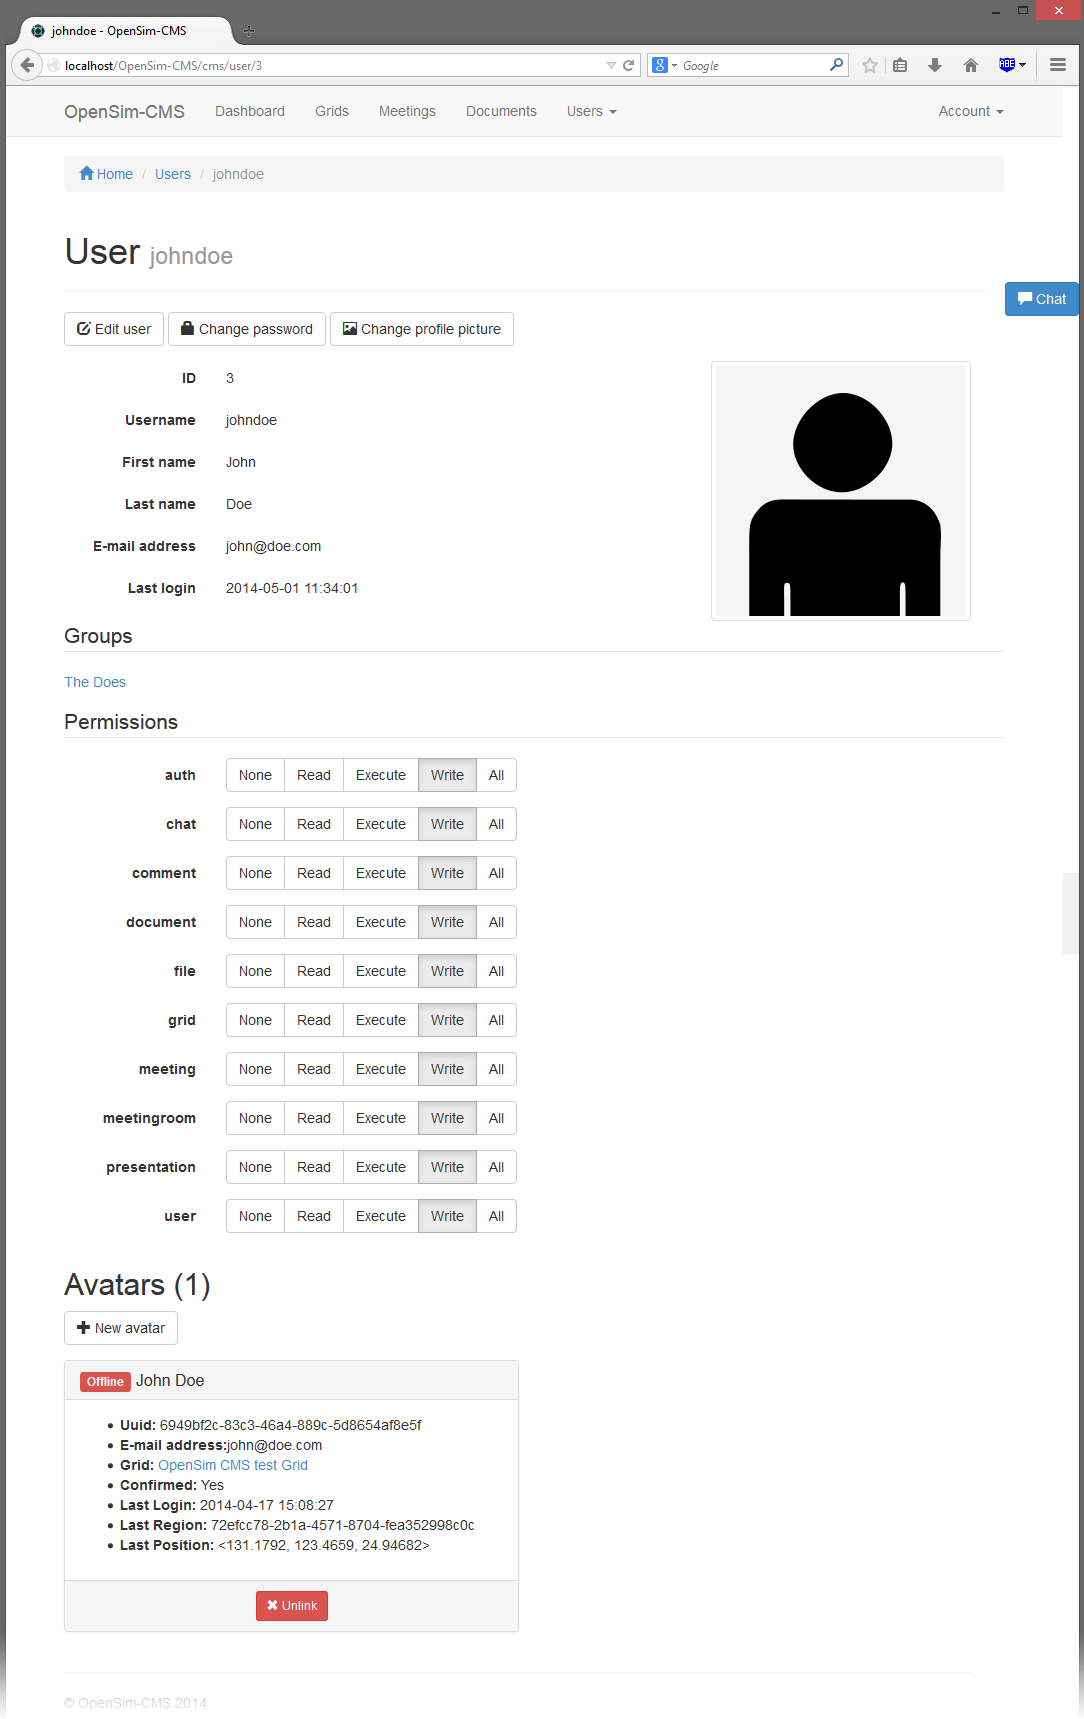 johndoe - OpenSim-CMS
localhost/OpenSim-CMS/cms/user/3
Google
ABE
OpenSim-CMS Dashboard Grids Meetings Documents Users Account
Home / Users / johndoe
User johndoe
Chat
Edit user Change password Change profile picture
ID 3
Username johndoe
First name John
Last name Doe
E-mail address john@doe.com
Last login 2014-05-01 11:34:01
Groups
The Does
Permissions
auth None Read Execute Write All
chat None Read Execute Write All
comment None Read Execute Write All
document None Read Execute Write All
file None Read Execute Write All
grid None Read Execute Write All
meeting None Read Execute Write All
meetingroom None Read Execute Write All
presentation None Read Execute Write All
user None Read Execute Write All
Avatars (1)
New avatar
Offline John Doe
• Uuid: 6949bf2c-83c3-46a4-889c-5d8654af8e5f
• E-mail address:john@doe.com
• Grid: OpenSim CMS test Grid
• Confirmed: Yes
• Last Login: 2014-04-17 15:08:27
• Last Region: 72efcc78-2b1a-4571-8704-fea352998c0c
• Last Position: <131.1792, 123.4659, 24.94682>
Unlink
© OpenSim-CMS 2014